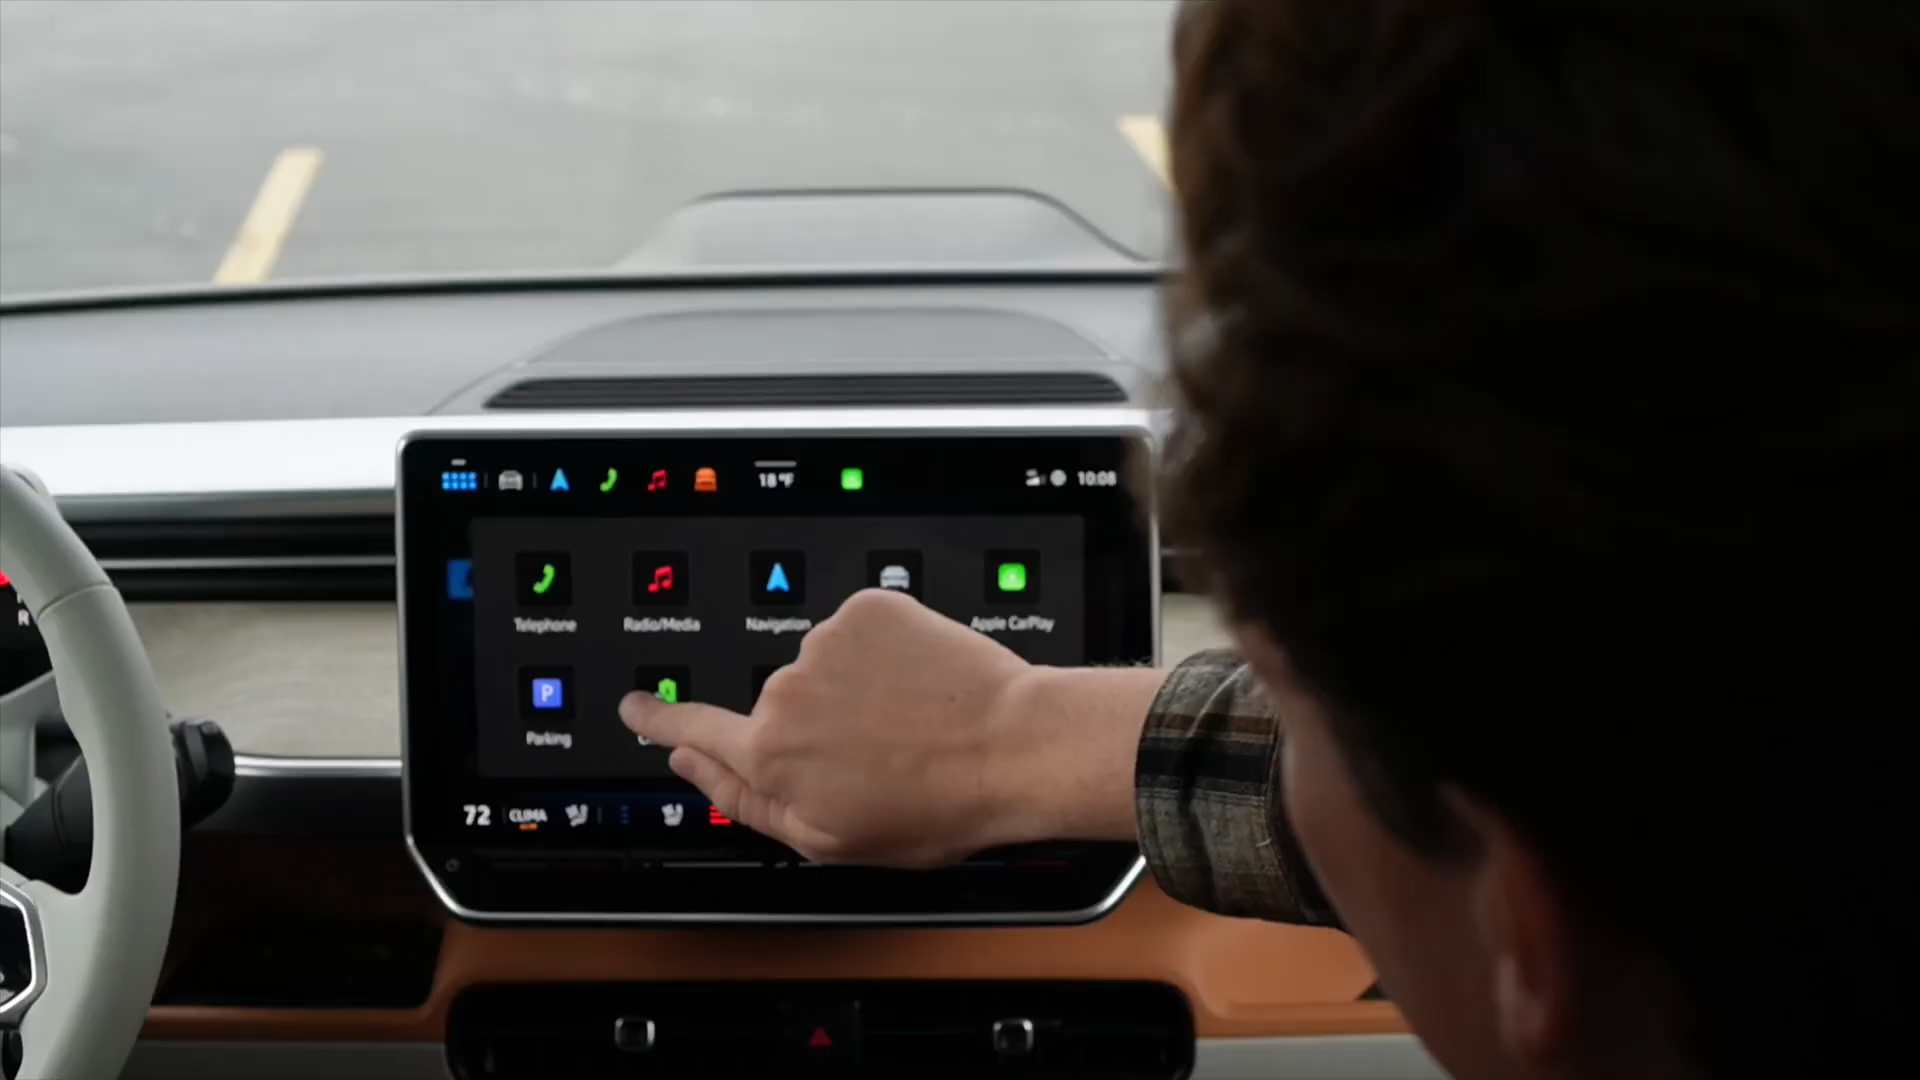 18°F
10:08
Telephone
Radio/Media
Navigation
Apple CarPlay
P
Parking
72
CLIMA
R